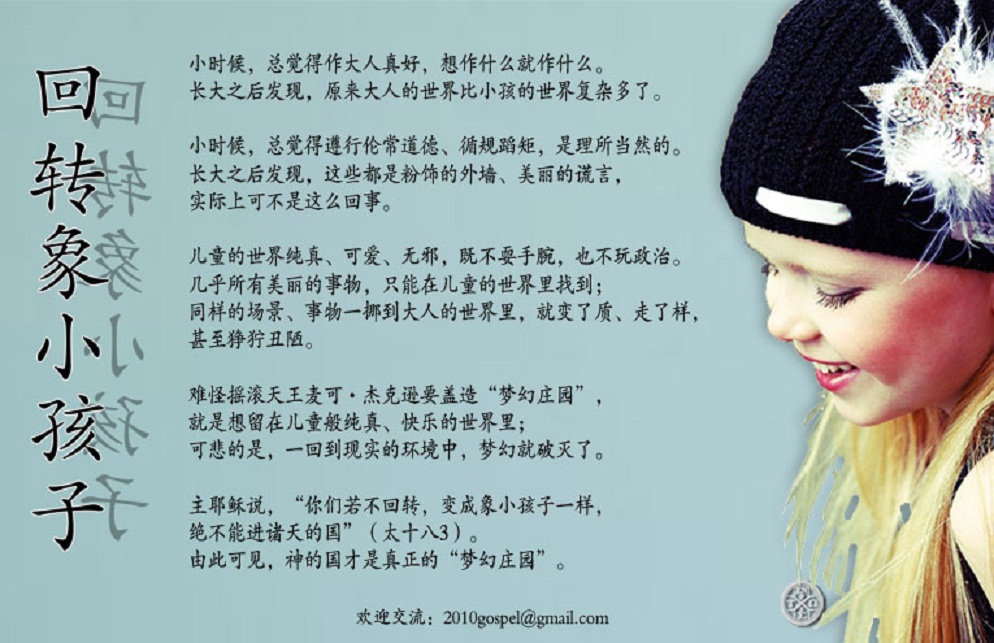 回转象小孩子
小时候，总觉得作大人真好，想作什么就作什么。
长大之后发现，原来大人的世界比小孩的世界复杂多了。
小时候，总觉得遵行伦常道德、循规蹈矩，是理所当然的。
长大之后发现，这些都是粉饰的外墙、美丽的谎言，
实际上可不是这么回事。
儿童的世界纯真、可爱、无邪，既不耍手腕，也不玩政治。
几乎所有美丽的事物，只能在儿童的世界里找到；
同样的场景、事物一挪到大人的世界里，就变了质、走了样，
甚至狰狞丑陋。
难怪摇滚天王麦可·杰克逊要盖造“梦幻庄园”，
就是想留在儿童般纯真、快乐的世界里；
可悲的是，一回到现实的环境中，梦幻就破灭了。
主耶稣说，“你们若不回转，变成象小孩子一样，
绝不能进诸天的国”（太十八3）。
由此可见，神的国才是真正的“梦幻庄园”。
欢迎交流：2010gospel@gmail.com